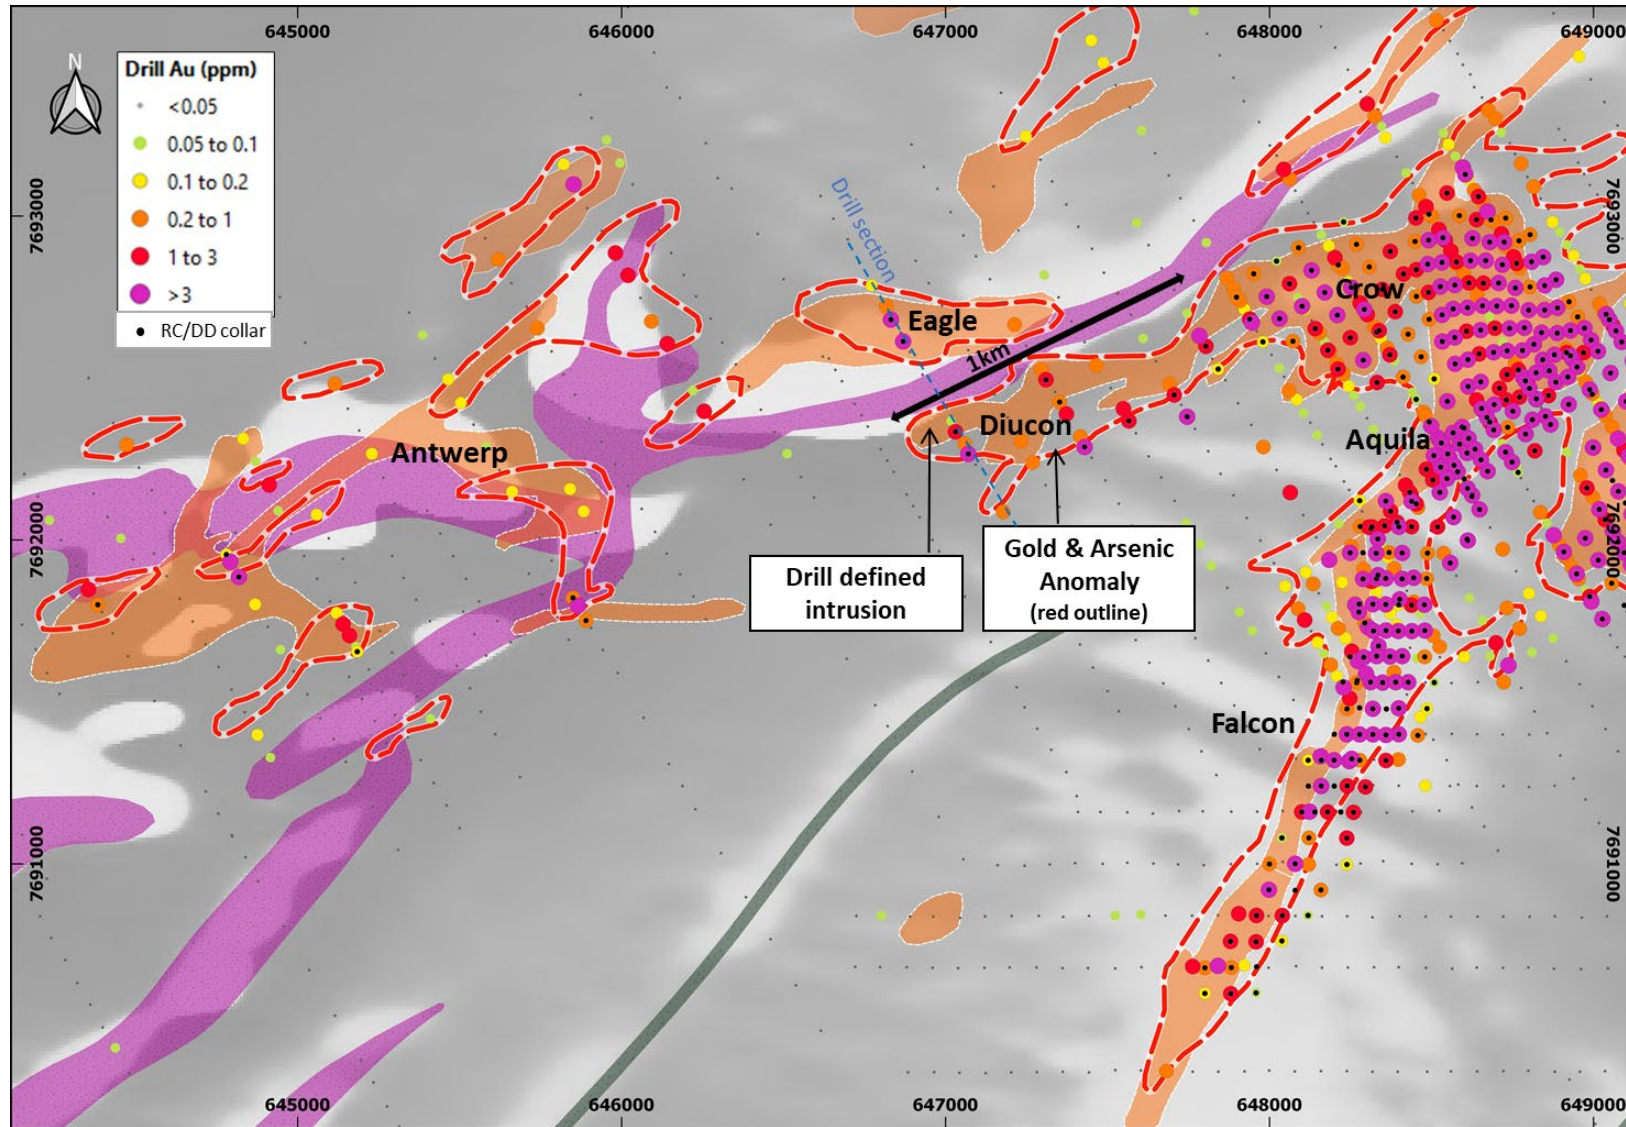 645000
646000
647000
648000
649000
N
Drill Au (ppm)
<0.05
0.05 to 0.1
0.1 to 0.2
0.2 to 1
1 to 3
>3
RC/DD collar
7693000
7693000
Drill section
Eagle
Crow
1km
Diucon
Aquila
Antwerp
7692000
7692000
Drill defined
intrusion
Gold & Arsenic
Anomaly
(red outline)
Falcon
7691000
7691000
645000
646000
647000
648000
649000